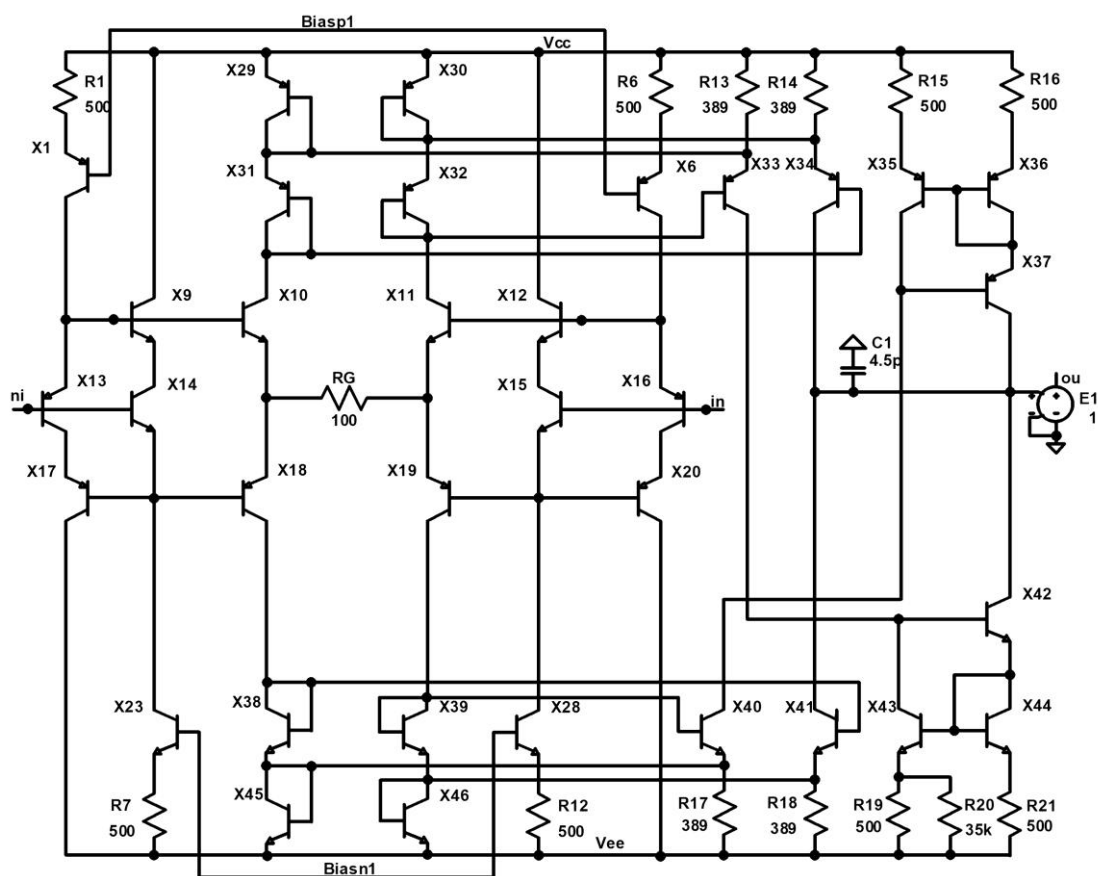 Biasp1
Vcc
X29
X30
R1
500
R6
500
R13
389
R14
389
R15
500
R16
500
X1
X31
X32
X6
X33
X34
X35
X36
X37
X9
X10
X11
X12
C1
4.5p
X13
X14
RG
100
X15
X16
ni
in
ou
E1
1
X17
X18
X19
X20
X42
X23
X38
X39
X28
X40
X41
X43
X44
R7
500
X45
X46
R12
500
R17
389
R18
389
R19
500
R20
35k
R21
500
Vee
Biasn1